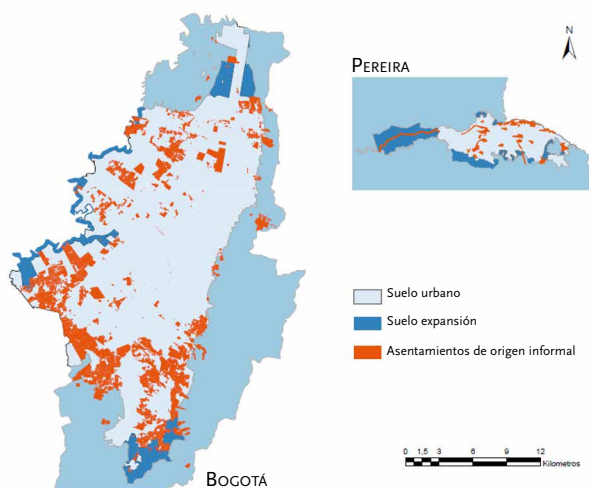 N
PEREIRA
Suelo urbano
Suelo expansión
Asentamientos de origen informal
0 1,5 3 6 9 12
Kilometros
BOGOTÁ